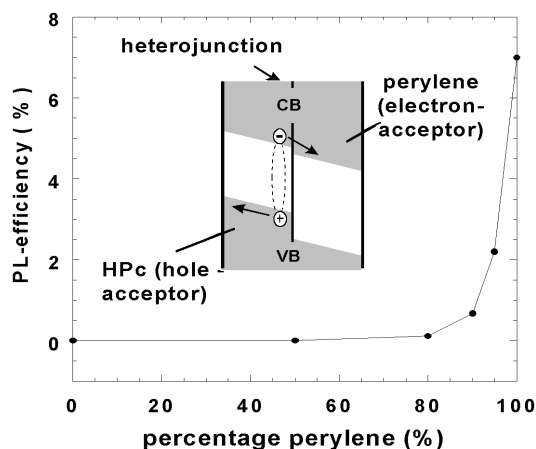 8
6
4
2
0
PL-efficiency ( % )
heterojunction
CB
perylene
(electron-
acceptor)
-
+
HPc (hole -
acceptor)
VB
0 20 40 60 80 100
percentage perylene (%)